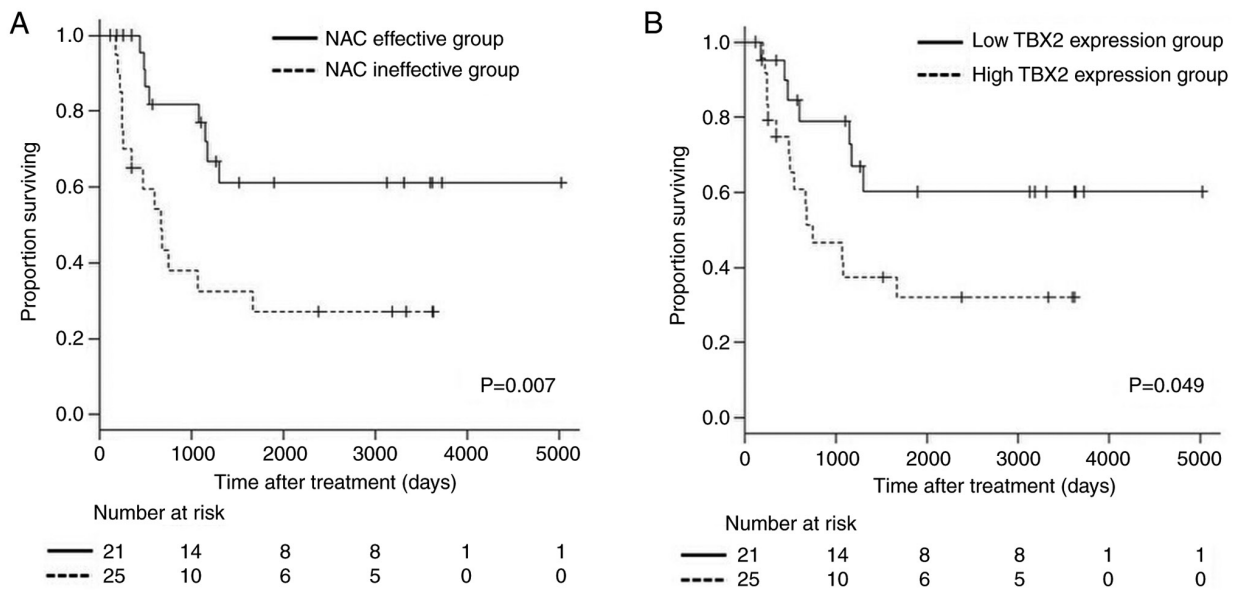 A
1.0
0.8
0.6
0.4
0.2
0.0
Proportion surviving
NAC effective group
NAC ineffective group
P=0.007
0 1000 2000 3000 4000 5000
Time after treatment (days)
Number at risk
21 14 8 8 1 1
25 10 6 5 0 0
B
1.0
0.8
0.6
0.4
0.2
0.0
Proportion surviving
Low TBX2 expression group
High TBX2 expression group
P=0.049
0 1000 2000 3000 4000 5000
Time after treatment (days)
Number at risk
21 14 8 8 1 1
25 10 6 5 0 0